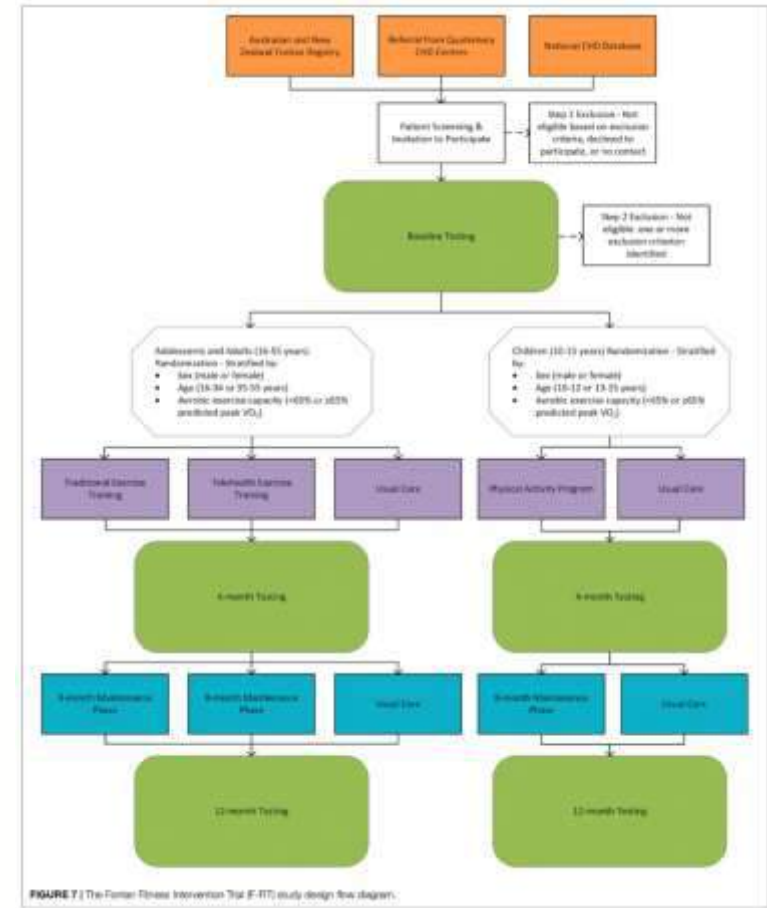 Australian and New
Zealand Fontan Registry
Referral from Quaternary
CHD Centres
National CHD Database
Patient Screening &
Invitation to Participate
Step 1 Exclusion - Not
eligible based on exclusion
criteria, declined to
participate, or no contact
Baseline Testing
Step 2 Exclusion - Not
eligible: one or more
exclusion criterion
identified
Adolescents and Adults (16-55 years)
Randomization - Stratified by:
• Sex (male or female)
• Age (16-34 or 35-55 years)
• Aerobic exercise capacity (<65% or ≥65%
predicted peak VO₂)
Children (10-15 years) Randomization - Stratified
by:
• Sex (male or female)
• Age (10-12 or 13-15 years)
• Aerobic exercise capacity (<65% or ≥65%
predicted peak VO₂)
Traditional Exercise
Training
Telehealth Exercise
Training
Usual Care
Physical Activity Program
Usual Care
4-month Testing
4-month Testing
Maintenance
Phase
Maintenance
Phase
Usual Care
Maintenance
Phase
Usual Care
12-month Testing
12-month Testing
FIGURE 7 | The Fontan Fitness Intervention Trial (F-FIT) study design flow diagram.